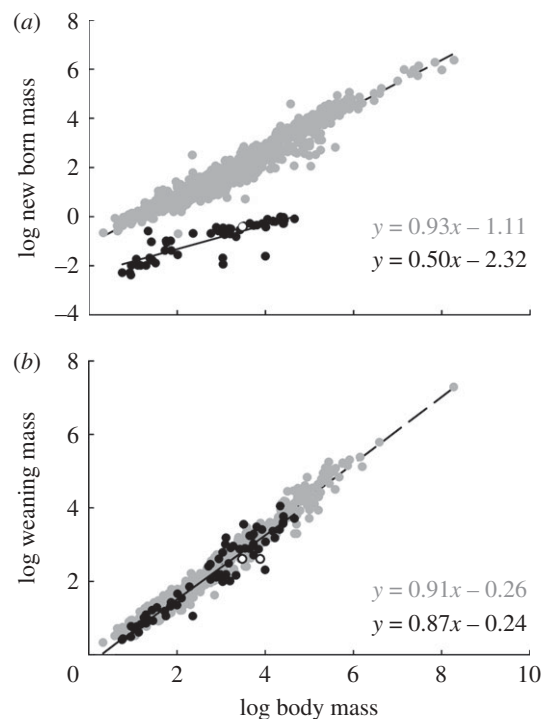 (a)
8
6
4
2
0
–2
–4
log new born mass
y = 0.93x – 1.11
y = 0.50x – 2.32
(b)
8
6
4
2
0
log weaning mass
y = 0.91x – 0.26
y = 0.87x – 0.24
2 4 6 8 10
log body mass